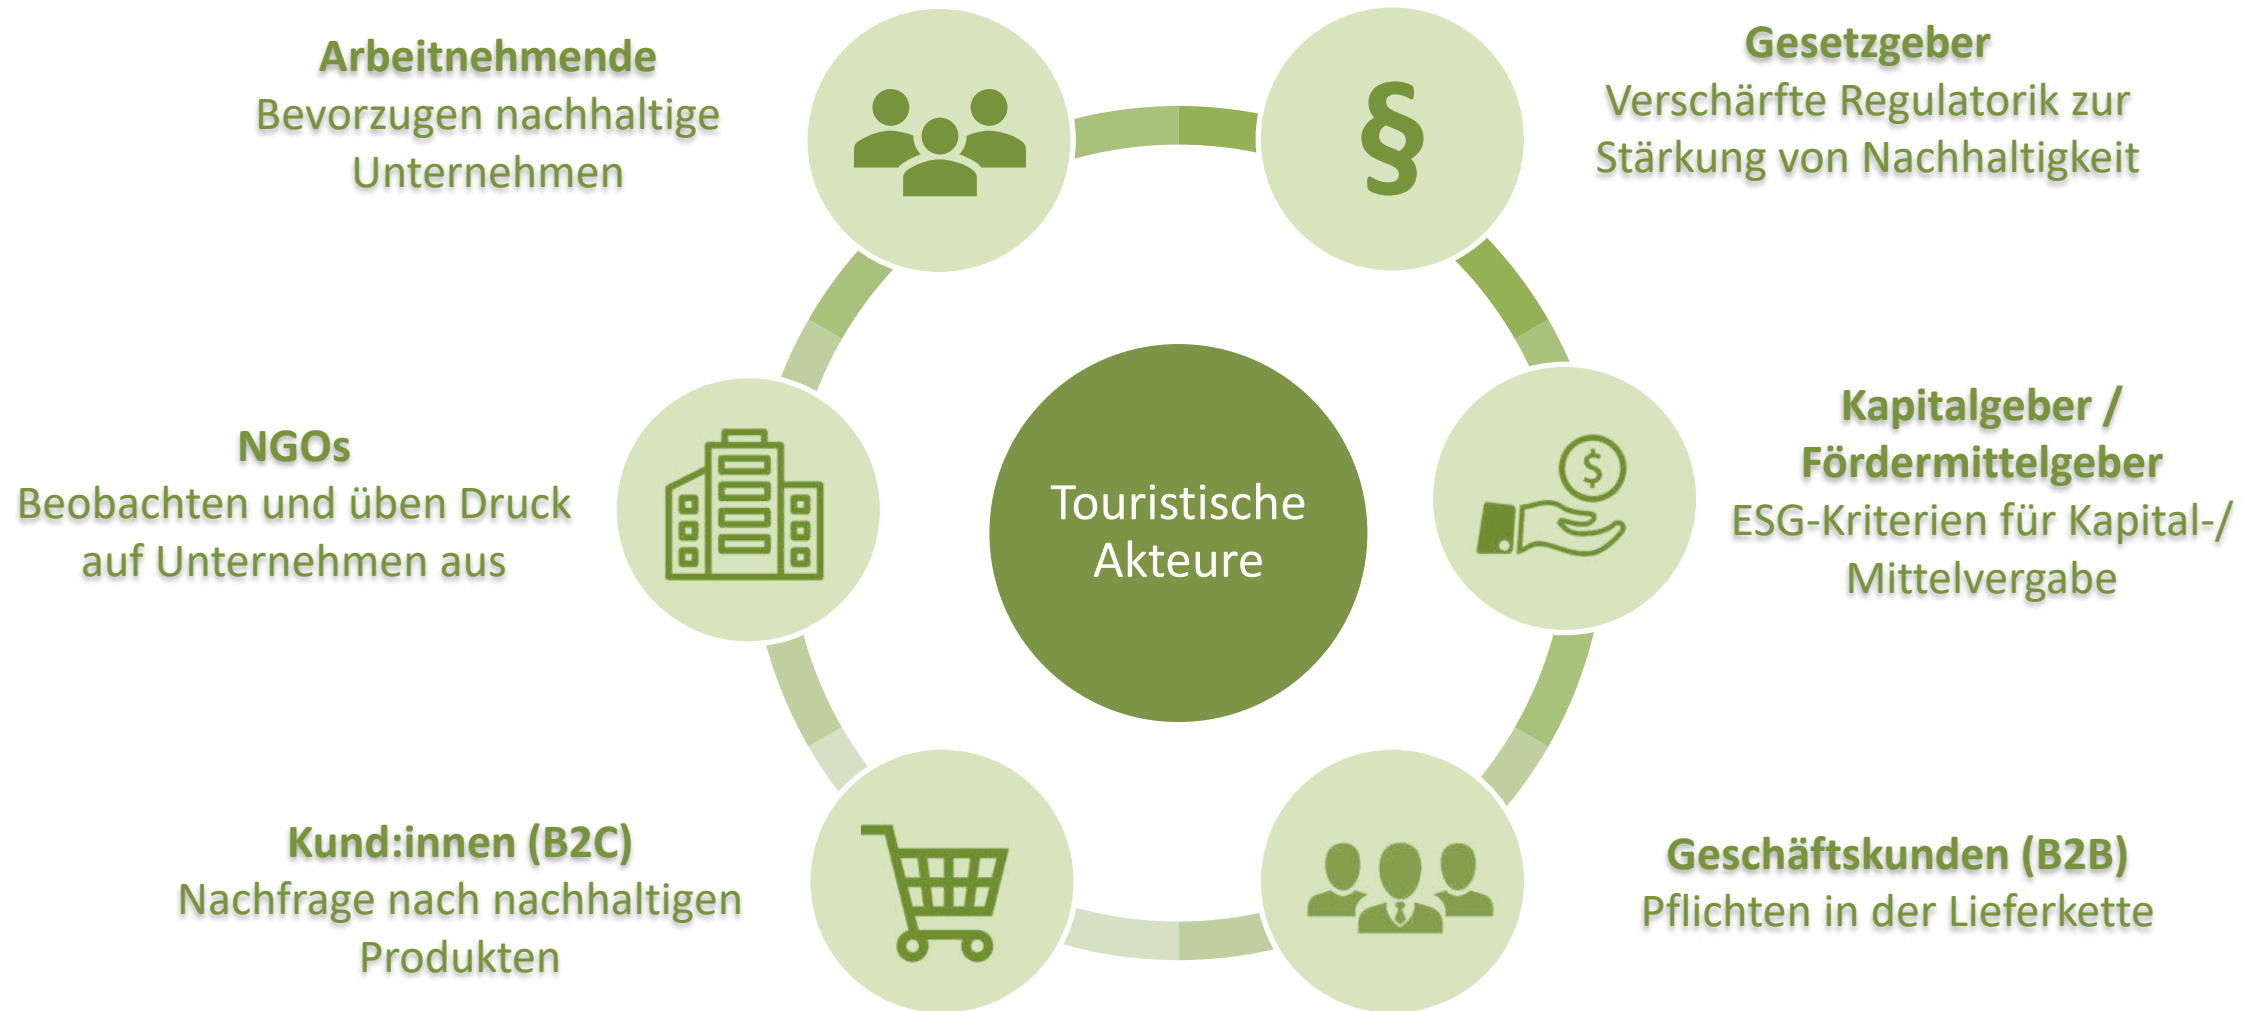 Arbeitnehmende
Bevorzugen nachhaltige
Unternehmen
§
Gesetzgeber
Verschärfte Regulatorik zur
Stärkung von Nachhaltigkeit
NGOs
Beobachten und üben Druck
auf Unternehmen aus
Touristische
Akteure
$
Kapitalgeber /
Fördermittelgeber
ESG-Kriterien für Kapital-/
Mittelvergabe
Kund:innen (B2C)
Nachfrage nach nachhaltigen
Produkten
Geschäftskunden (B2B)
Pflichten in der Lieferkette